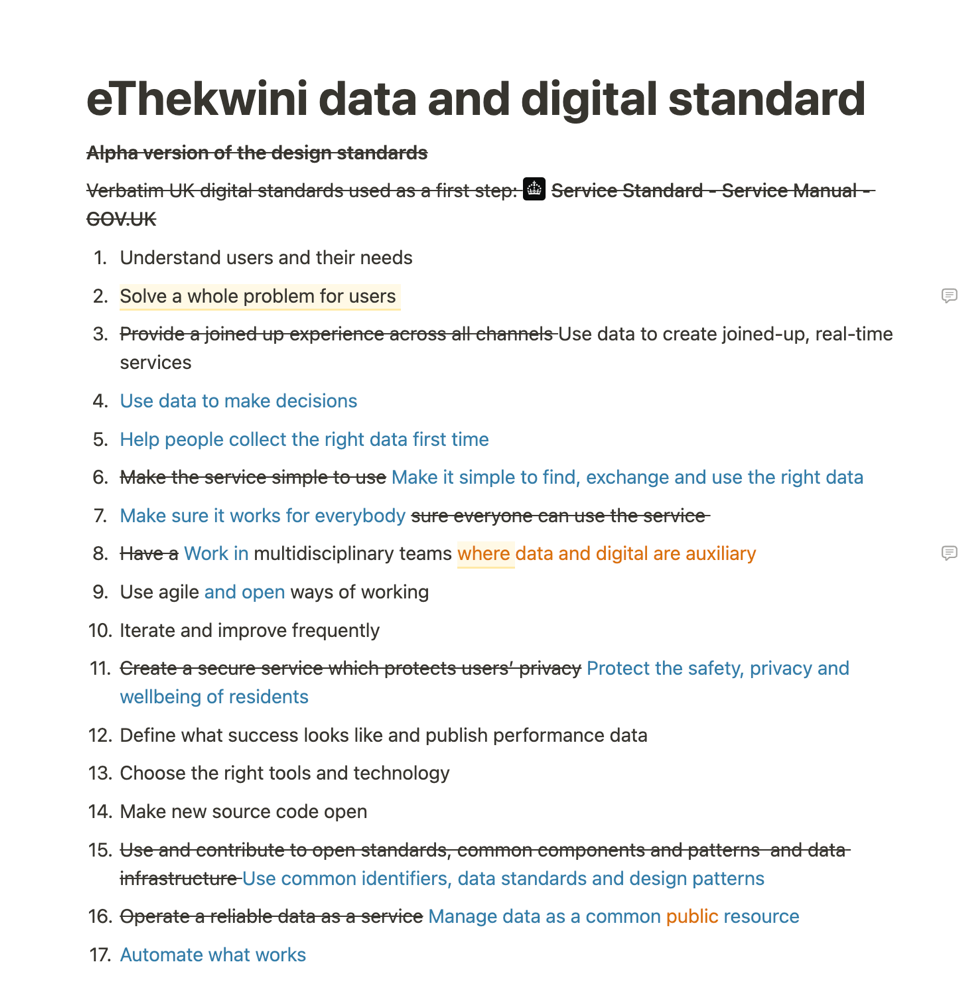 eThekwini data and digital standard
Alpha version of the design standards
Verbatim UK digital standards used as a first step: Service Standard - Service Manual -
GOV.UK
1. Understand users and their needs
2. Solve a whole problem for users
3. Provide a joined up experience across all channels Use data to create joined-up, real-time
services
4. Use data to make decisions
5. Help people collect the right data first time
6. Make the service simple to use Make it simple to find, exchange and use the right data
7. Make sure it works for everybody sure everyone can use the service
8. Have a Work in multidisciplinary teams where data and digital are auxiliary
9. Use agile and open ways of working
10. Iterate and improve frequently
11. Create a secure service which protects users’ privacy Protect the safety, privacy and
wellbeing of residents
12. Define what success looks like and publish performance data
13. Choose the right tools and technology
14. Make new source code open
15. Use and contribute to open standards, common components and patterns and data
infrastructure Use common identifiers, data standards and design patterns
16. Operate a reliable data as a service Manage data as a common public resource
17. Automate what works